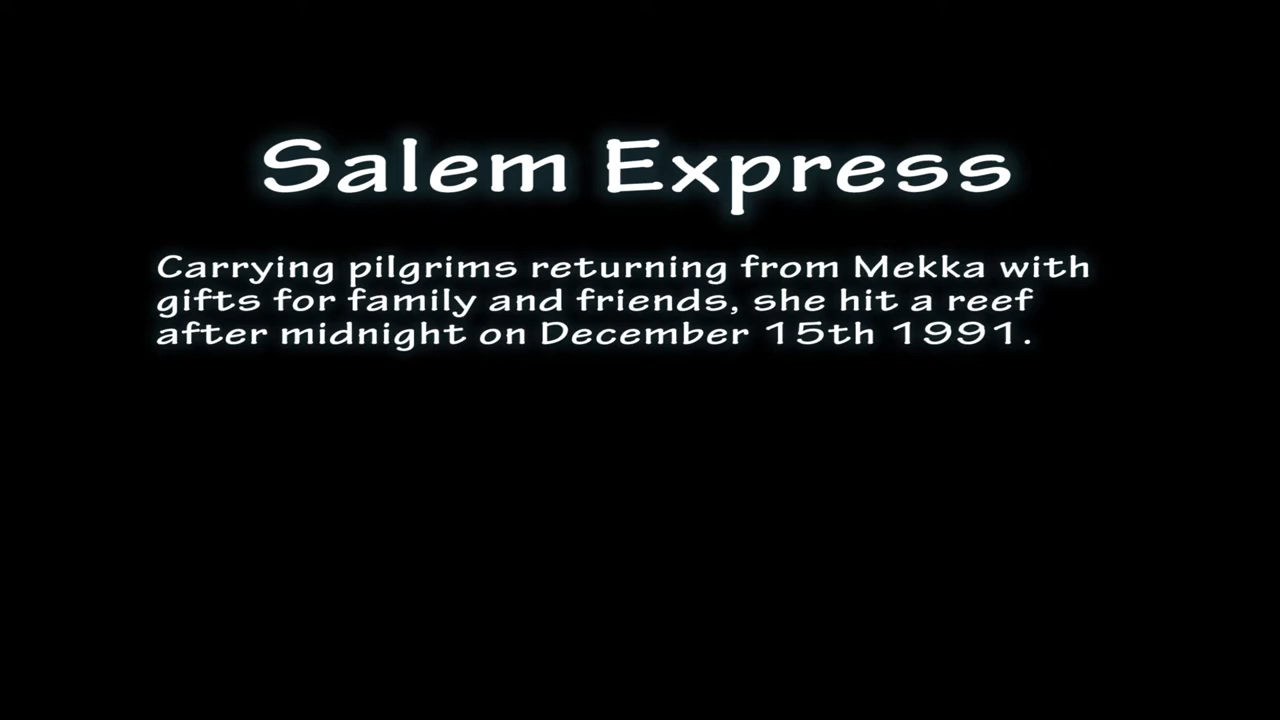 Salem Express
Carrying pilgrims returning from Mekka with
gifts for family and friends, she hit a reef
after midnight on December 15th 1991.